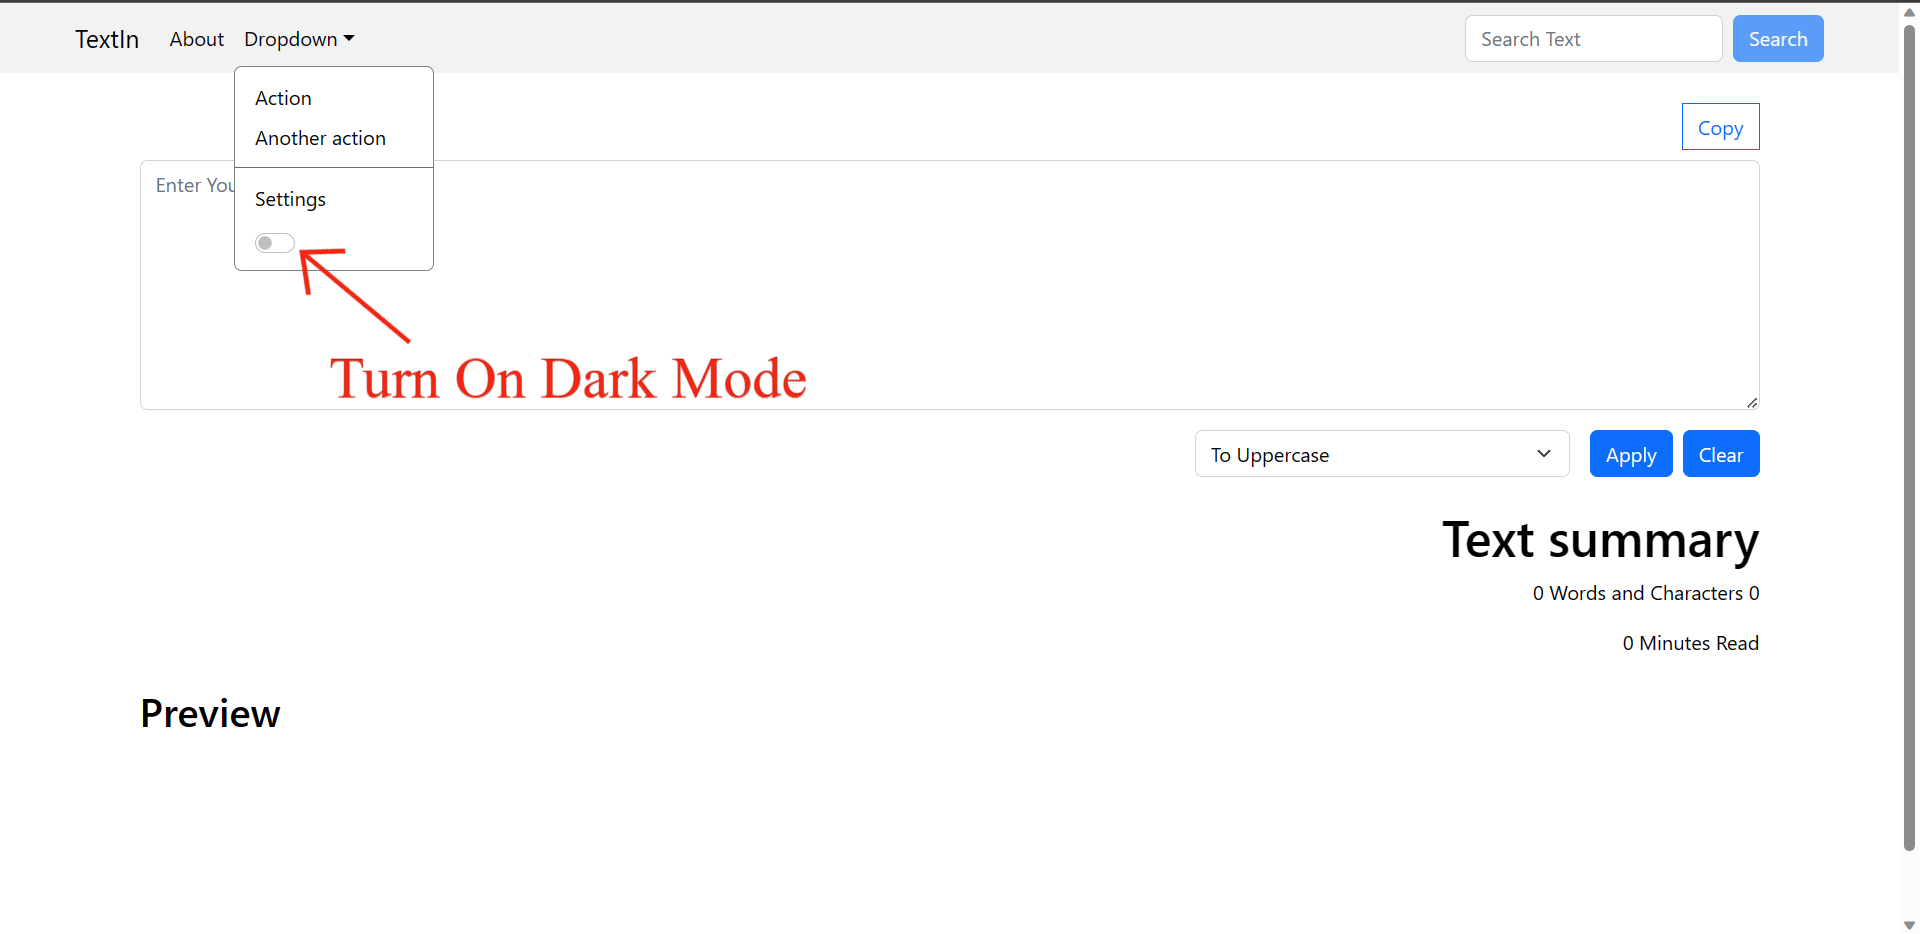 TextIn About Dropdown Search Text Search
Action
Another action
Copy
Enter
Settings
Turn On Dark Mode
To Uppercase Apply Clear
Text summary
0 Words and Characters 0
0 Minutes Read
Preview